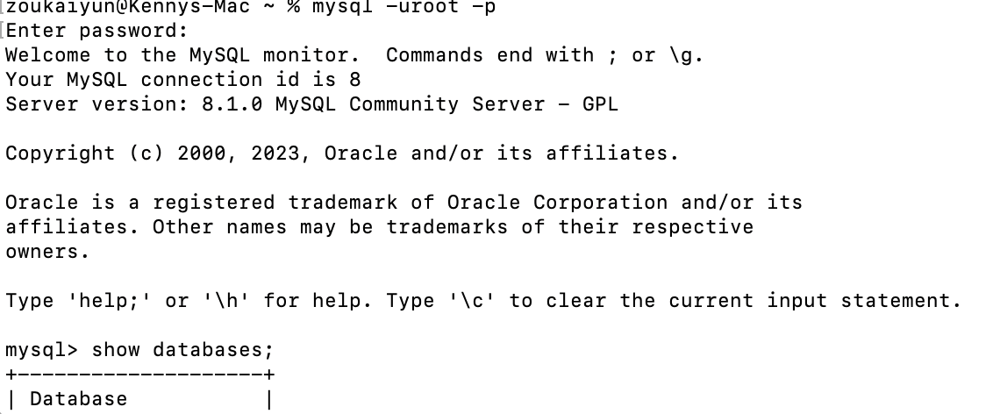 [zoukaiyun@Kennys-Mac ~ % mysql -uroot -p
[Enter password:
Welcome to the MySQL monitor.  Commands end with ; or \g.
Your MySQL connection id is 8
Server version: 8.1.0 MySQL Community Server - GPL
Copyright (c) 2000, 2023, Oracle and/or its affiliates.
Oracle is a registered trademark of Oracle Corporation and/or its
affiliates. Other names may be trademarks of their respective
owners.
Type 'help;' or '\h' for help. Type '\c' to clear the current input statement.
mysql> show databases;
+--------------------+
| Database           |